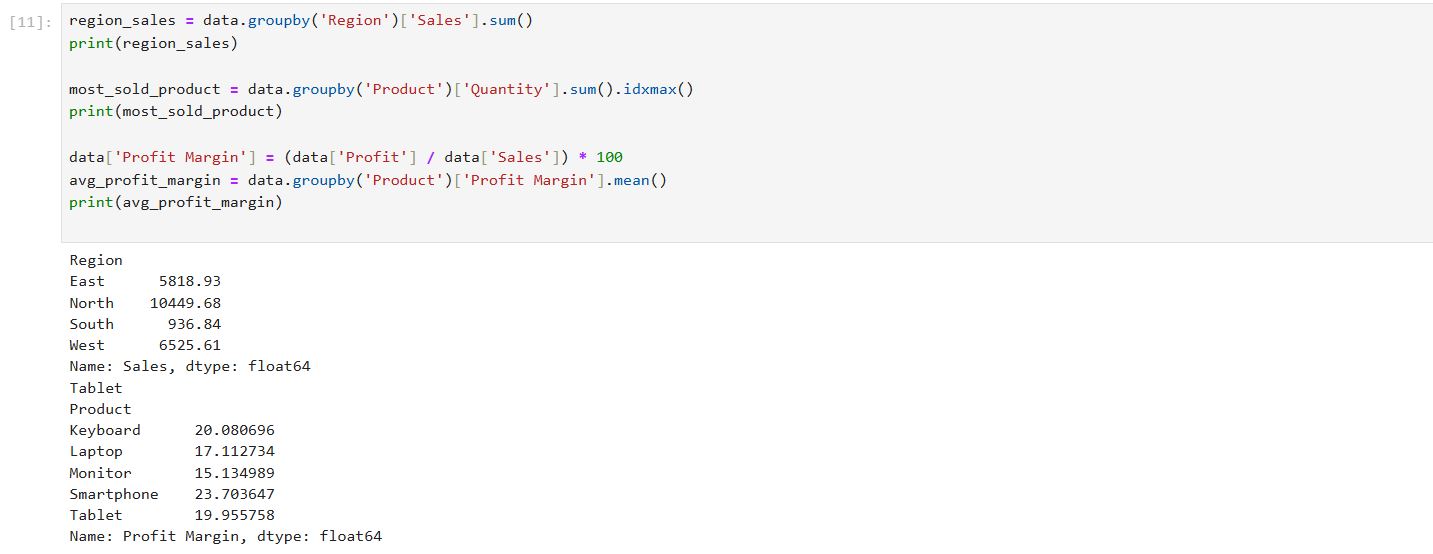 [11]:
region_sales = data.groupby('Region')['Sales'].sum()
print(region_sales)
most_sold_product = data.groupby('Product')['Quantity'].sum().idxmax()
print(most_sold_product)
data['Profit Margin'] = (data['Profit'] / data['Sales']) * 100
avg_profit_margin = data.groupby('Product')['Profit Margin'].mean()
print(avg_profit_margin)
Region
East      5818.93
North    10449.68
South      936.84
West      6525.61
Name: Sales, dtype: float64
Tablet
Product
Keyboard      20.080696
Laptop        17.112734
Monitor       15.134989
Smartphone    23.703647
Tablet        19.955758
Name: Profit Margin, dtype: float64